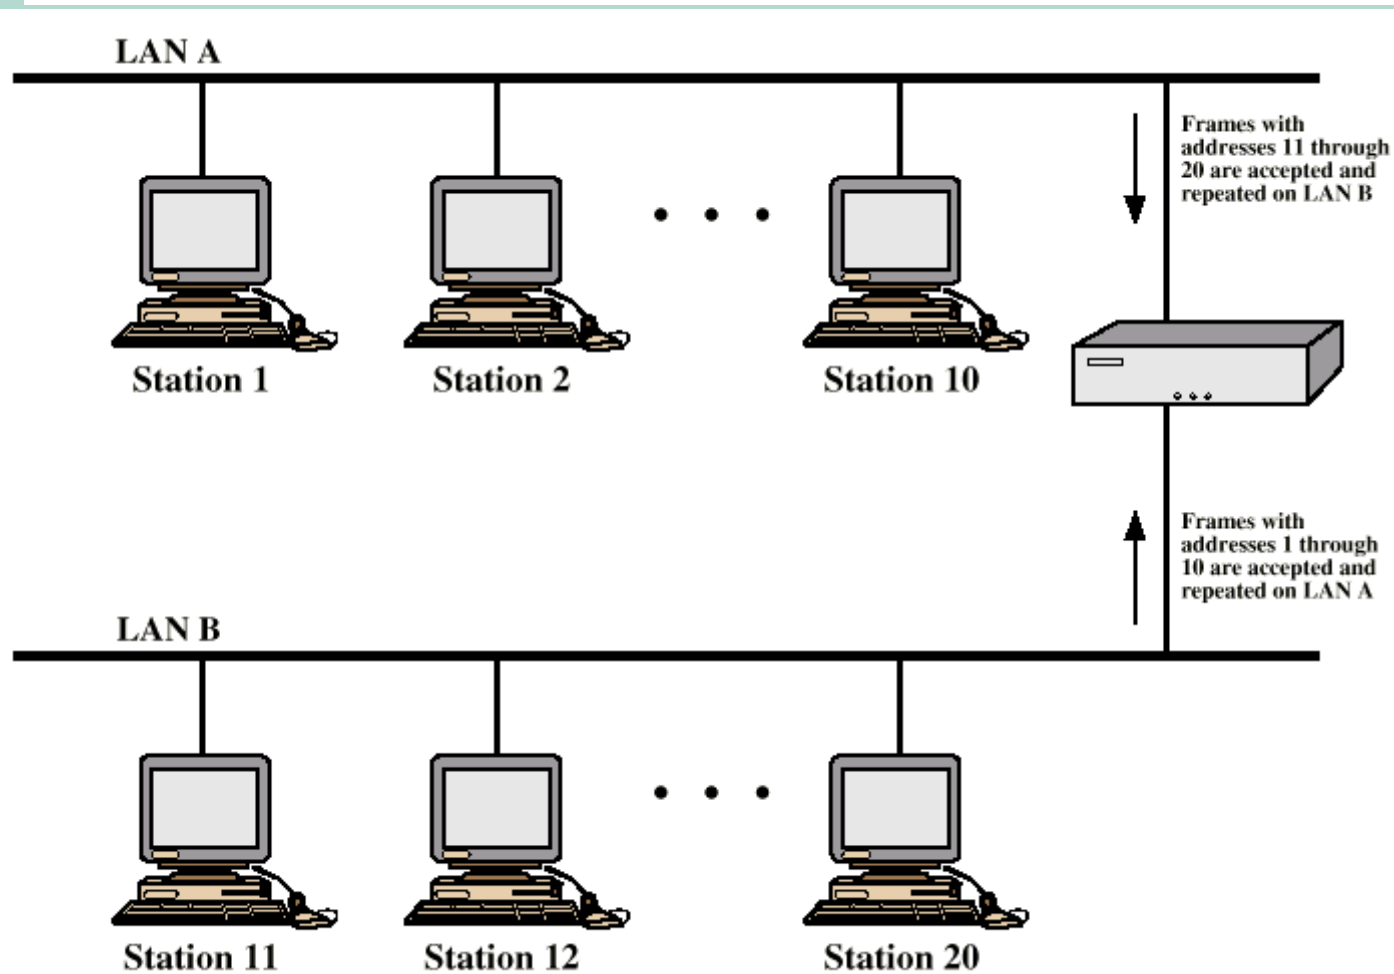 LAN A
Frames with
addresses 11 through
20 are accepted and
repeated on LAN B
Station 1
Station 2
Station 10
Frames with
addresses 1 through
10 are accepted and
repeated on LAN A
LAN B
Station 11
Station 12
Station 20